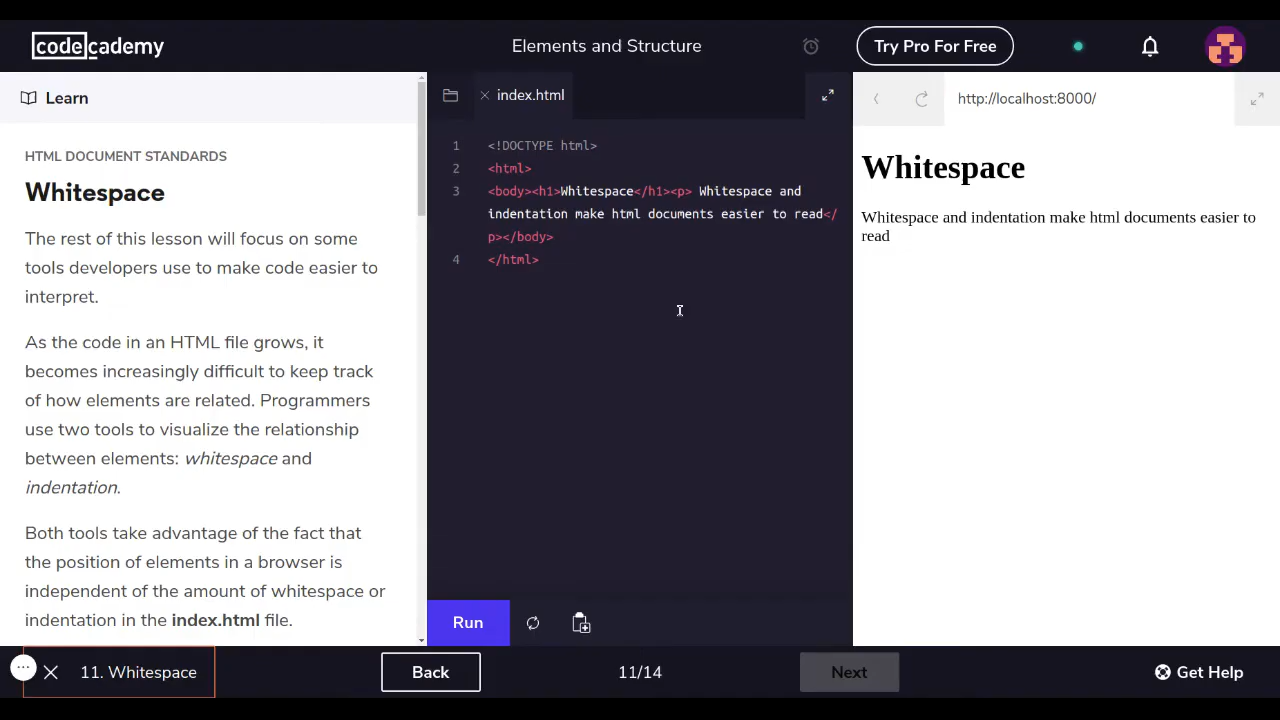 codecademy
Elements and Structure
Try Pro For Free
Learn
HTML DOCUMENT STANDARDS
Whitespace
The rest of this lesson will focus on some
tools developers use to make code easier to
interpret.
As the code in an HTML file grows, it
becomes increasingly difficult to keep track
of how elements are related. Programmers
use two tools to visualize the relationship
between elements: whitespace and
indentation.
Both tools take advantage of the fact that
the position of elements in a browser is
independent of the amount of whitespace or
indentation in the index.html file.
index.html
1 <!DOCTYPE html>
2 <html>
3 <body><h1>Whitespace</h1><p> Whitespace and
indentation make html documents easier to read</
p></body>
4 </html>
Run
http://localhost:8000/
Whitespace
Whitespace and indentation make html documents easier to
read
11. Whitespace
Back
11/14
Next
Get Help